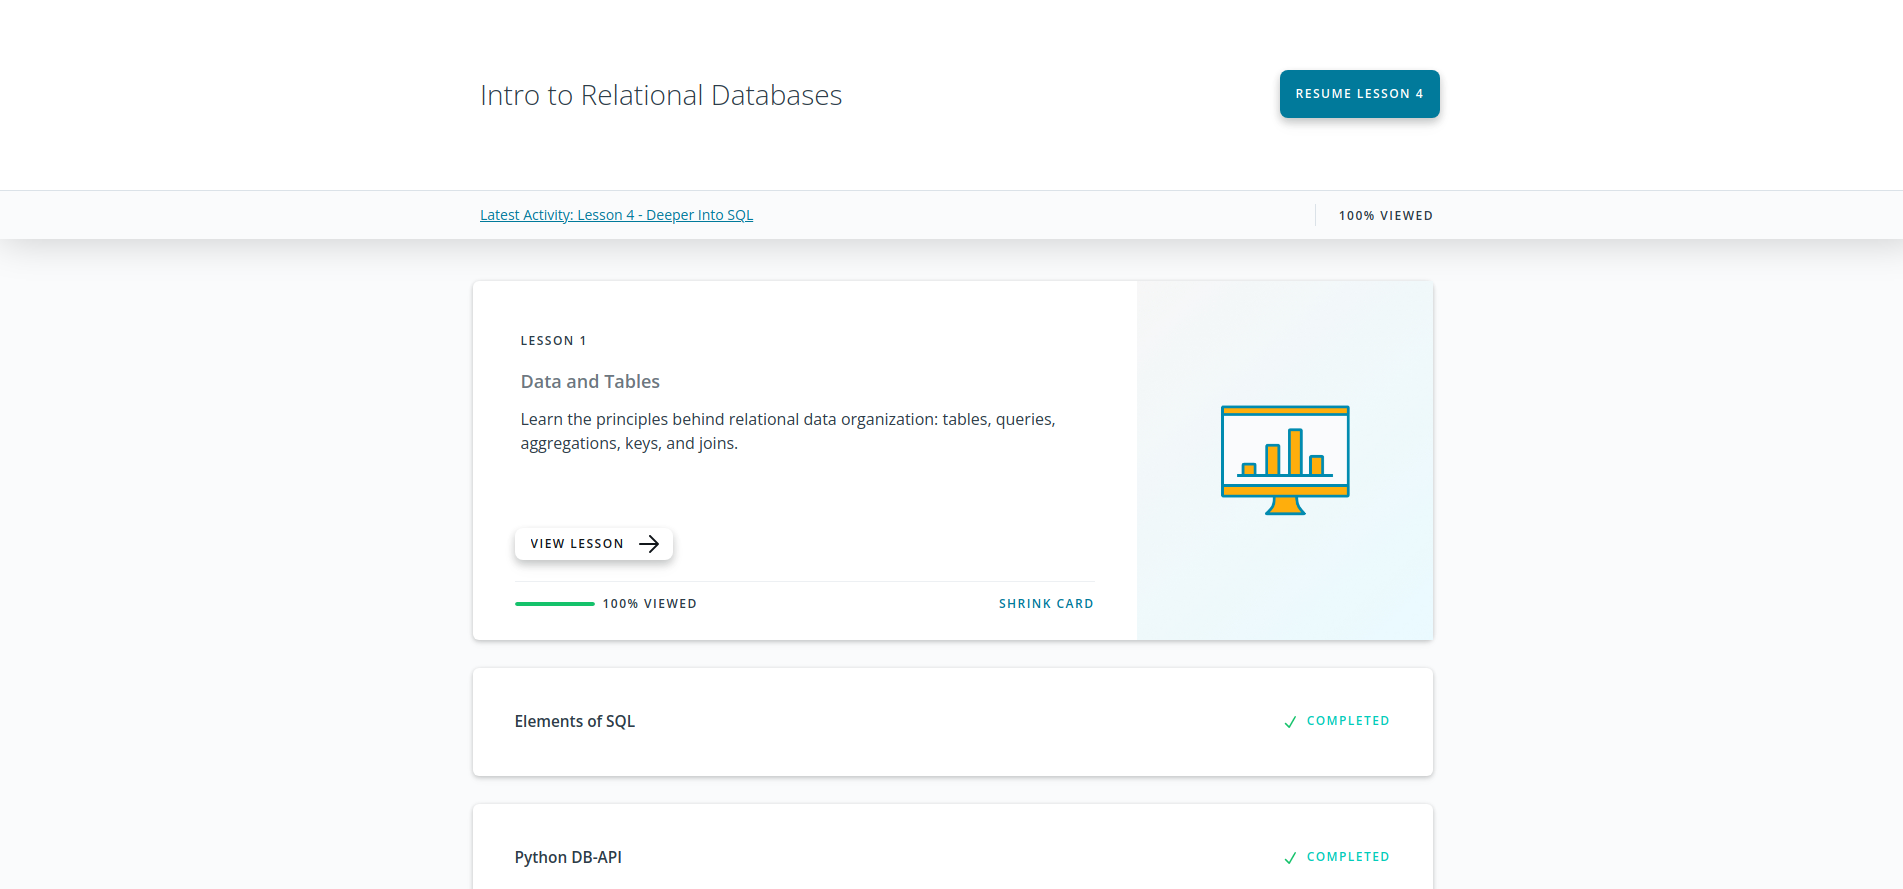 Intro to Relational Databases
RESUME LESSON 4
Latest Activity: Lesson 4 - Deeper Into SQL
100% VIEWED
LESSON 1
Data and Tables
Learn the principles behind relational data organization: tables, queries,
aggregations, keys, and joins.
VIEW LESSON
100% VIEWED
SHRINK CARD
Elements of SQL
COMPLETED
Python DB-API
COMPLETED